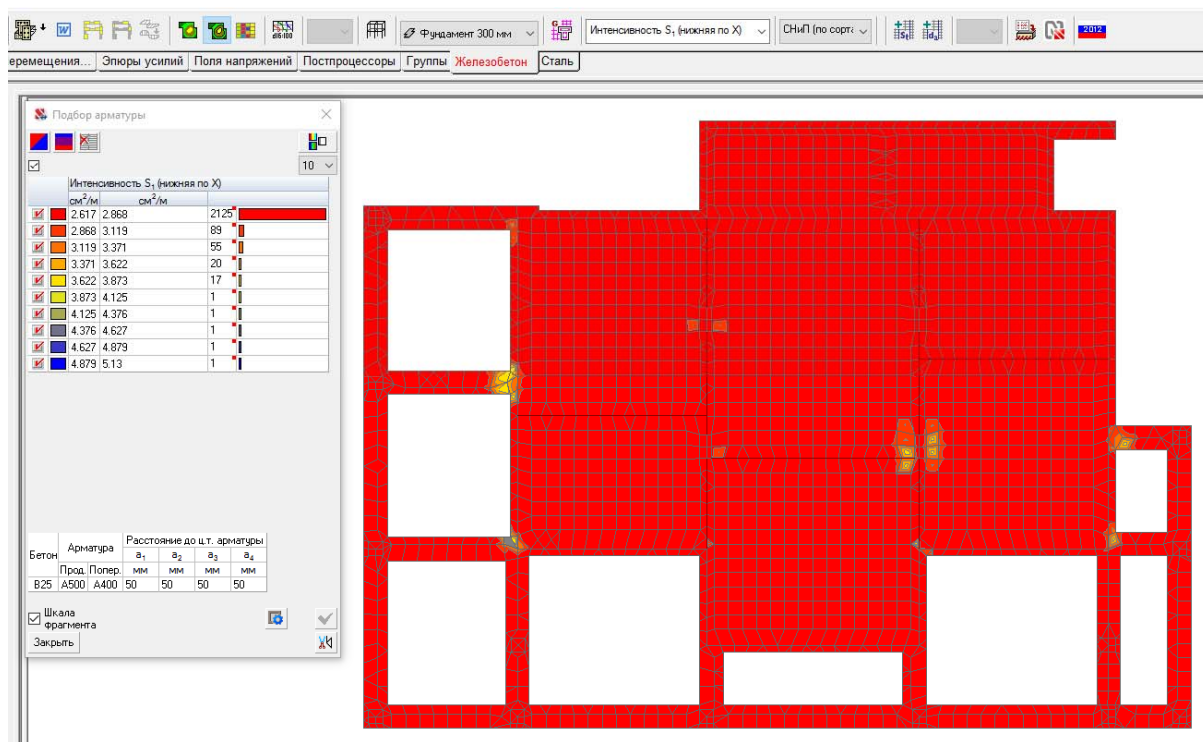 Фундамент 300 мм
Интенсивность S1 (нижняя по X)
2012
еремещения...
Эпюры усилий
Поля напряжений
Постпроцессоры
Группы
Железобетон
Сталь
Подбор арматуры
10
Интенсивность S1 (нижняя по X)
см2/м см2/м
2.617 2.868 2125
2.868 3.119 89
3.119 3.371 55
3.371 3.622 20
3.622 3.873 17
3.873 4.125 1
4.125 4.376 1
4.376 4.627 1
4.627 4.879 1
4.879 5.13 1
Бетон Арматура Расстояние до ц.т. арматуры
a1 a2 a3 a4
Прод. Попер. мм мм мм мм
B25 A500 A400 50 50 50 50
Шкала
фрагмента
Закрыть